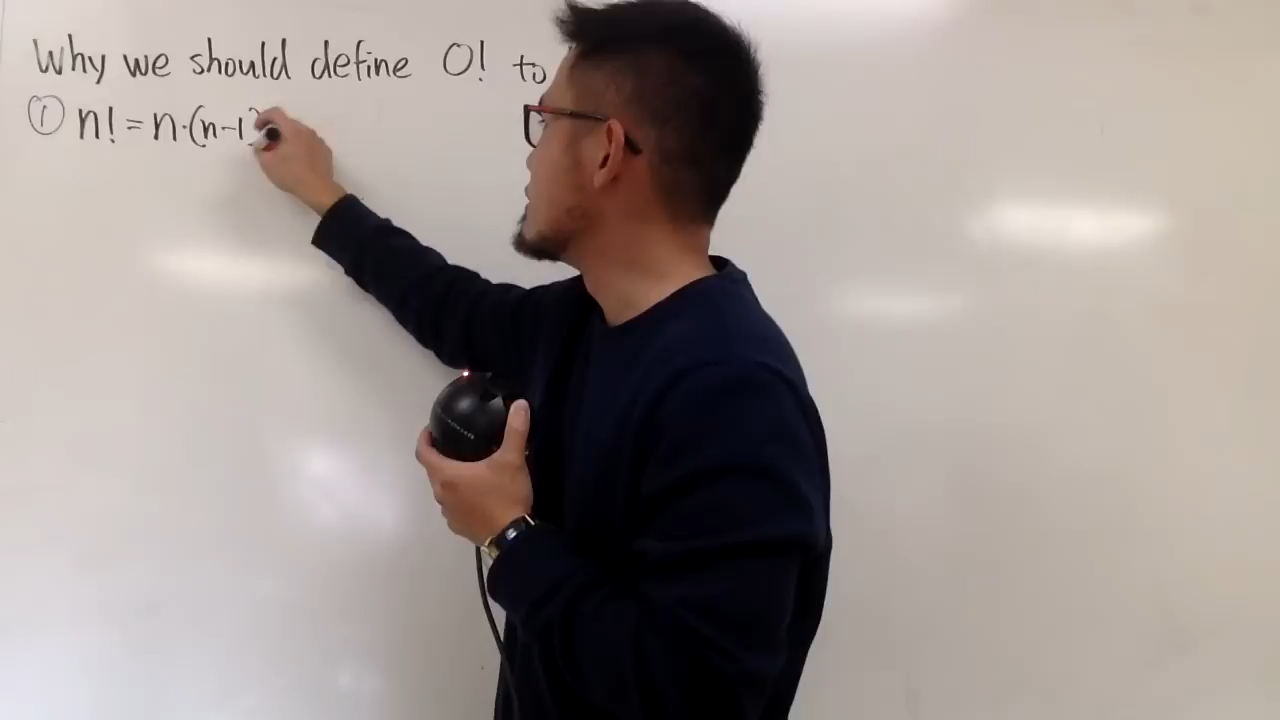 Why we should define 0! to
① n! = n·(n-1)